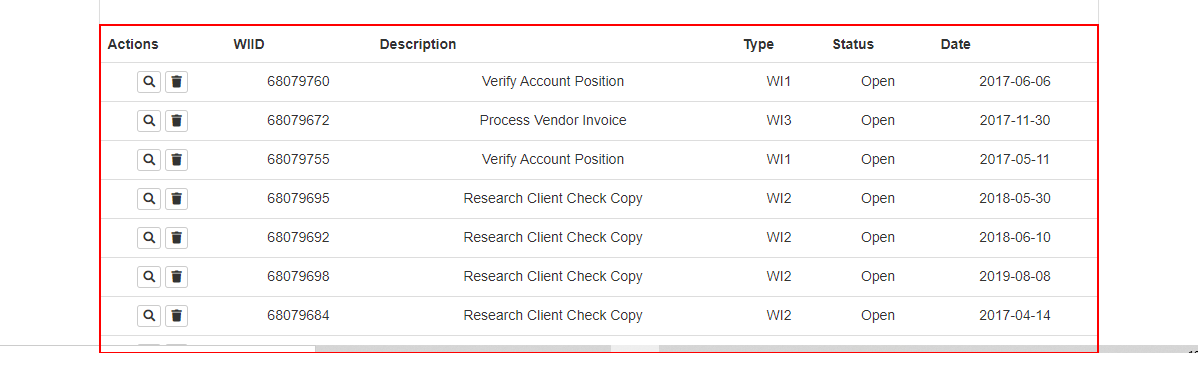 Actions WIID Description Type Status Date
68079760 Verify Account Position WI1 Open 2017-06-06
68079672 Process Vendor Invoice WI3 Open 2017-11-30
68079755 Verify Account Position WI1 Open 2017-05-11
68079695 Research Client Check Copy WI2 Open 2018-05-30
68079692 Research Client Check Copy WI2 Open 2018-06-10
68079698 Research Client Check Copy WI2 Open 2019-08-08
68079684 Research Client Check Copy WI2 Open 2017-04-14